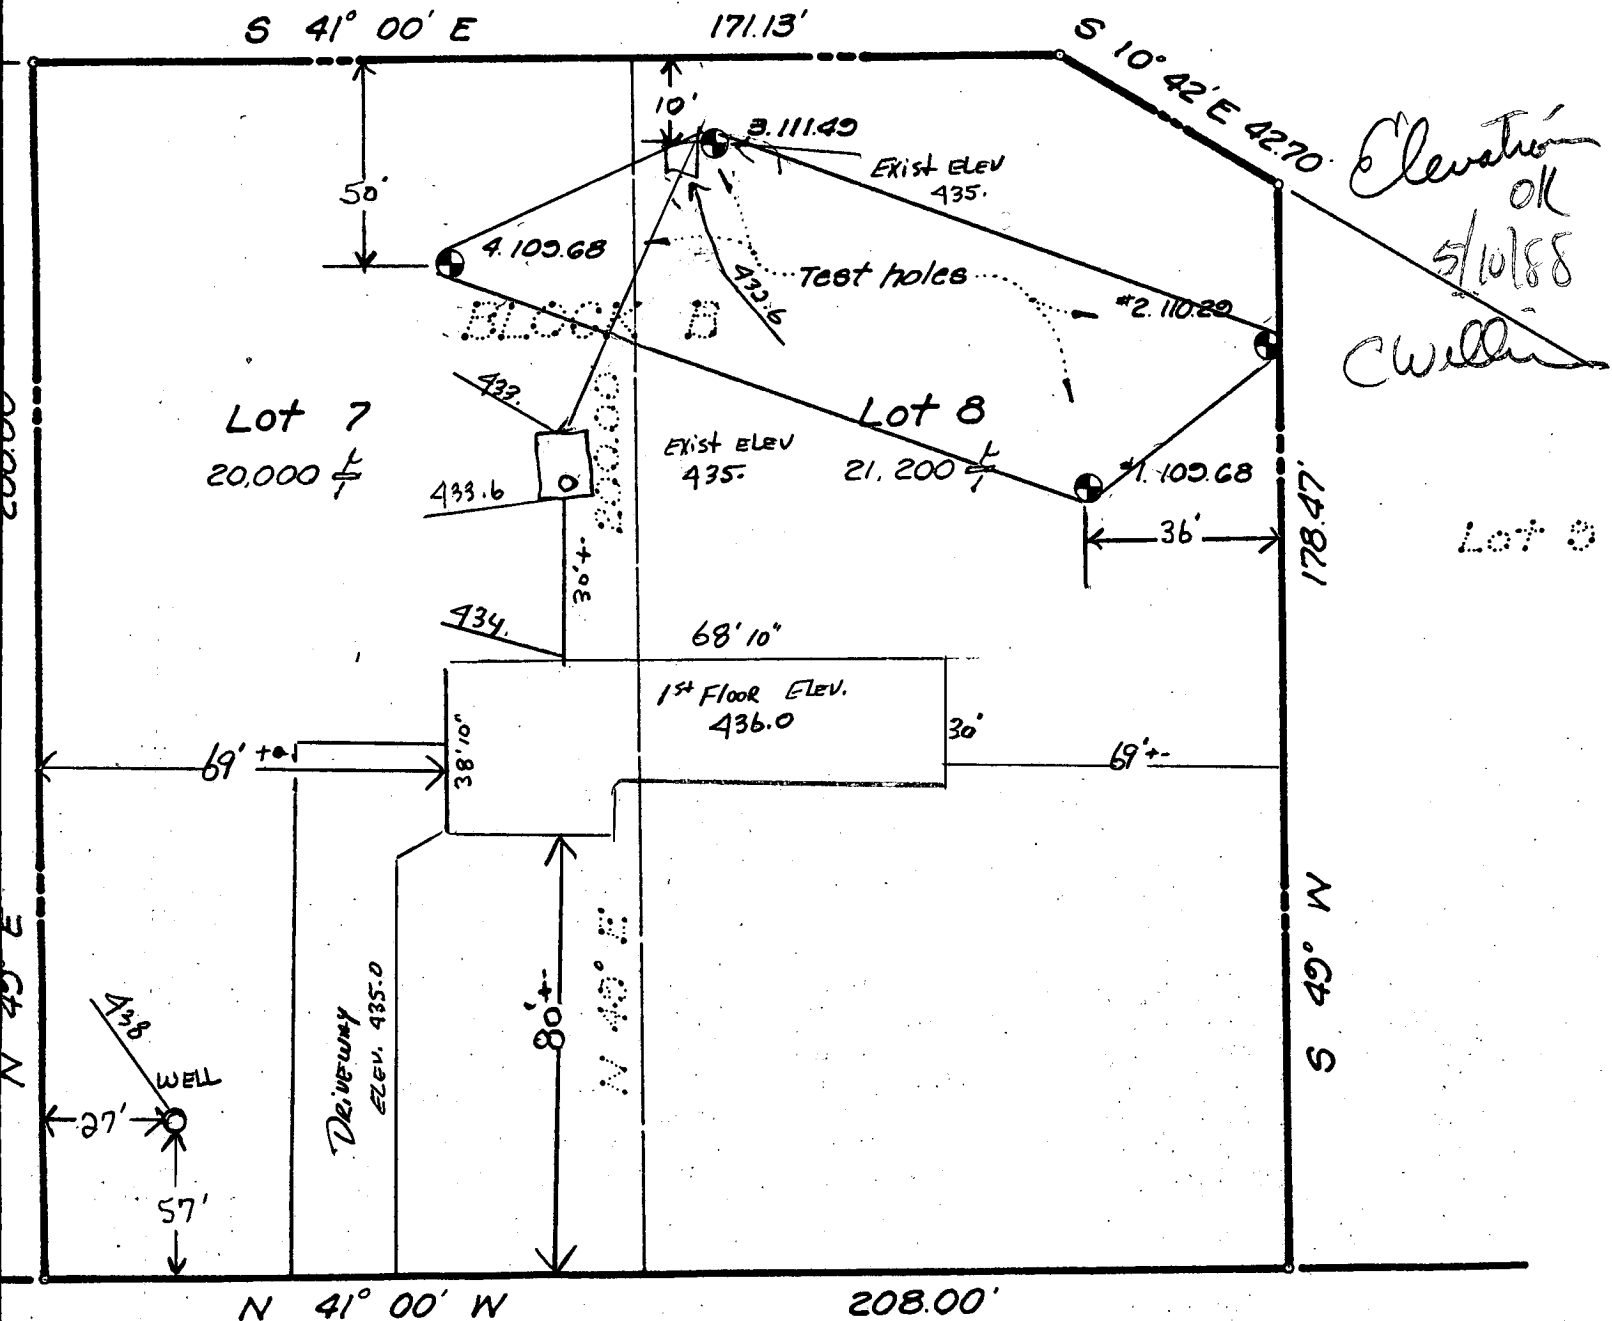 S 41° 00' E
171.13'
S 10° 42' E 42.70'
Elevation
OK
5/10/88
10'
3. 111.49
Exist ELEV
435.
50'
4. 109.68
432.6
Test holes
#2. 110.29
BLOCK B
433.
Lot 7
20,000
Exist ELEV
435.
Lot 8
21,200
#1. 109.68
433.6
36'
178.47'
Lot 9
200.00
30'+-
434.
68' 10"
1st FLOOR ELEV.
436.0
38' 10"
30'
69' +-
69' +-
N 49° E
N 49° E
S 49° W
80'+-
438
WELL
27'
57'
DRIVEWAY
ELEV. 435.0
N 41° 00' W
208.00'